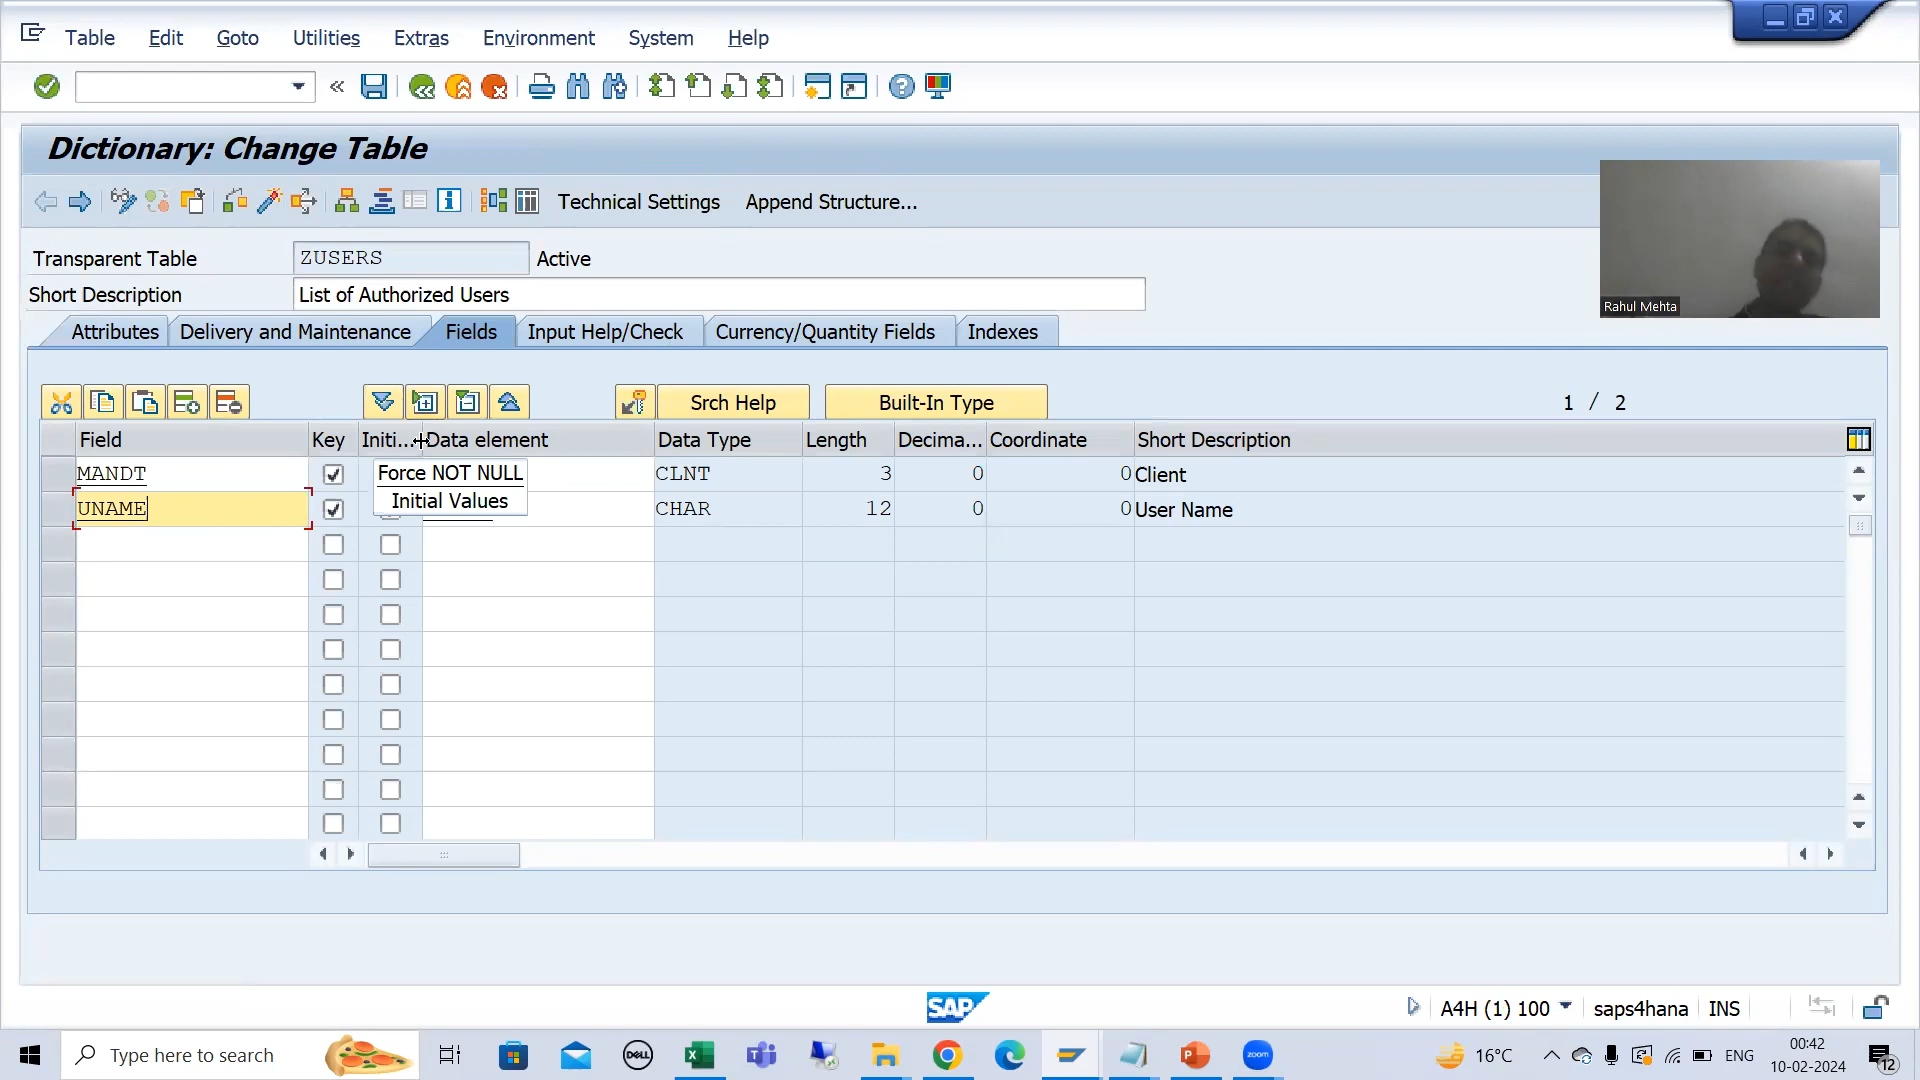 Table Edit Goto Utilities Extras Environment System Help
Dictionary: Change Table
Technical Settings Append Structure...
Transparent Table ZUSERS Active
Short Description List of Authorized Users
Rahul Mehta
Attributes Delivery and Maintenance Fields Input Help/Check Currency/Quantity Fields Indexes
Srch Help Built-In Type 1 / 2
Field Key Initi... Data element Data Type Length Decima... Coordinate Short Description
MANDT CLNT 3 0 0 Client
Force NOT NULL
Initial Values
UNAME CHAR 12 0 0 User Name
SAP A4H (1) 100 saps4hana INS
Type here to search DELL zoom 16°C ENG 00:42
10-02-2024 12